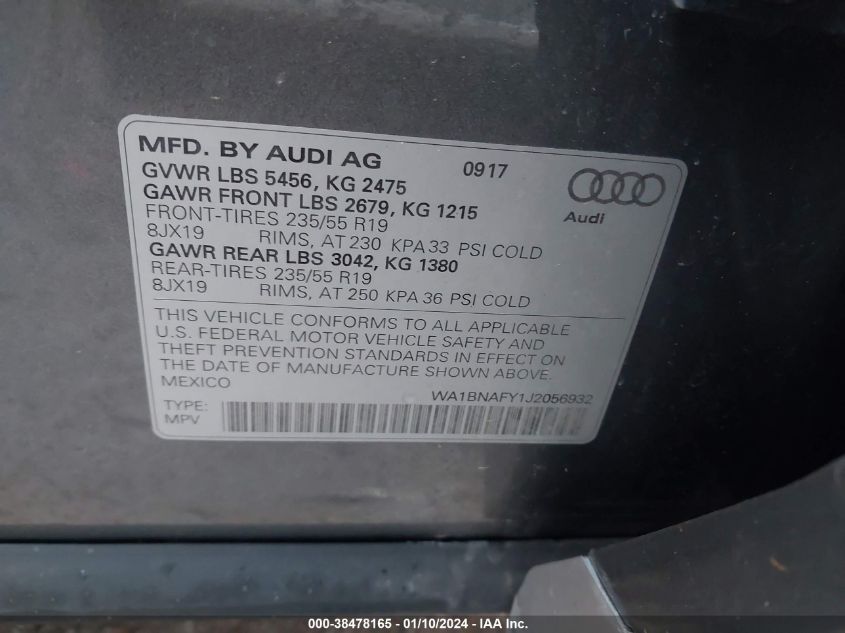 MFD. BY AUDI AG 0917
GVWR LBS 5456, KG 2475
GAWR FRONT LBS 2679, KG 1215
FRONT-TIRES 235/55 R19
8JX19 RIMS, AT 230 KPA 33 PSI COLD
GAWR REAR LBS 3042, KG 1380
REAR-TIRES 235/55 R19
8JX19 RIMS, AT 250 KPA 36 PSI COLD
Audi
THIS VEHICLE CONFORMS TO ALL APPLICABLE
U.S. FEDERAL MOTOR VEHICLE SAFETY AND
THEFT PREVENTION STANDARDS IN EFFECT ON
THE DATE OF MANUFACTURE SHOWN ABOVE.
MEXICO
WA1BNAFY1J2056932
TYPE:
MPV
000-38478165 - 01/10/2024 - IAA Inc.